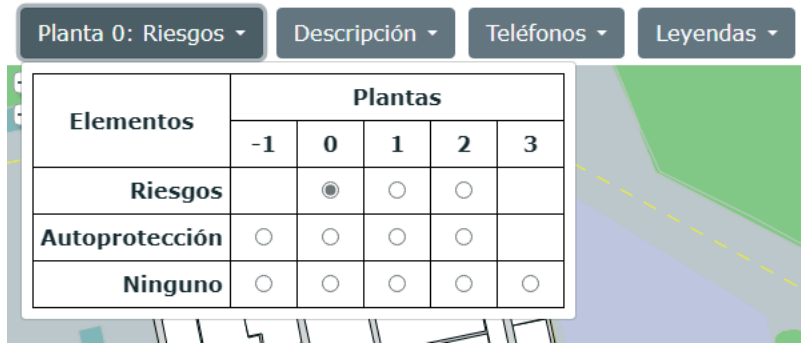 Planta 0: Riesgos Descripción Teléfonos Leyendas
Elementos Plantas
-1 0 1 2 3
Riesgos
Autoprotección
Ninguno